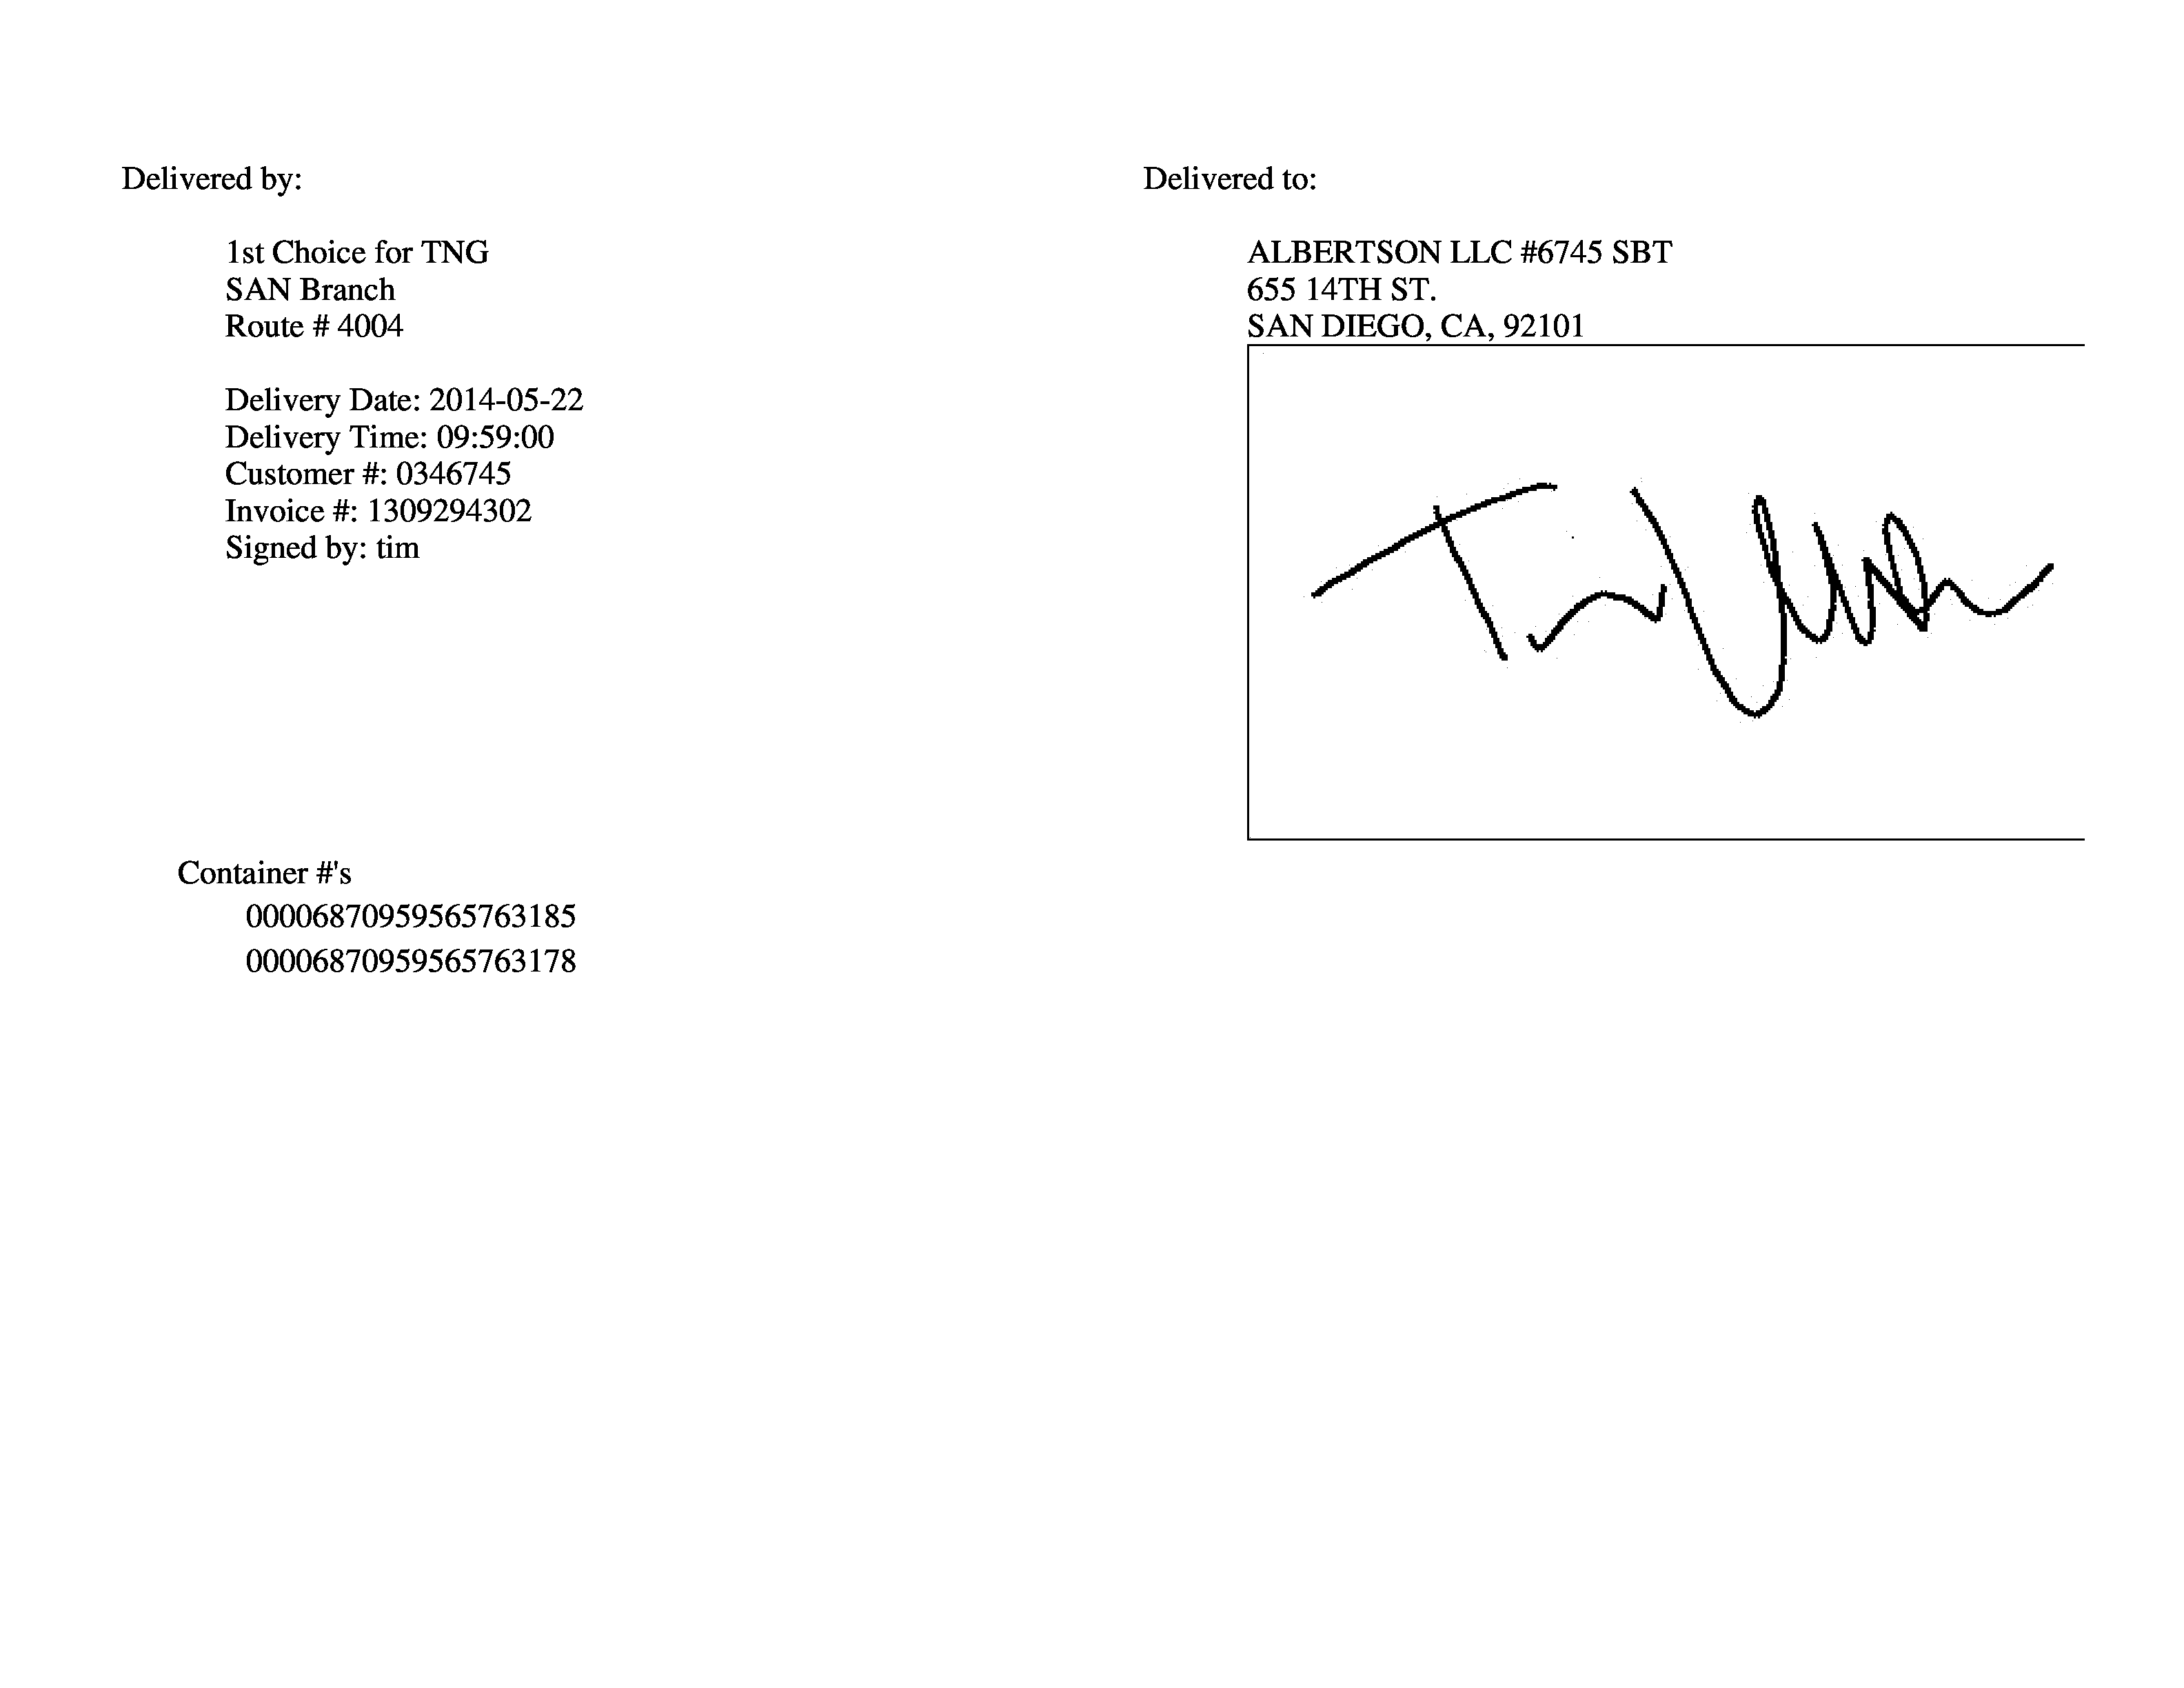 Delivered by:
1st Choice for TNG
SAN Branch
Route # 4004
Delivery Date: 2014-05-22
Delivery Time: 09:59:00
Customer #: 0346745
Invoice #: 1309294302
Signed by: tim
Delivered to:
ALBERTSON LLC #6745 SBT
655 14TH ST.
SAN DIEGO, CA, 92101
Container #'s
00006870959565763185
00006870959565763178